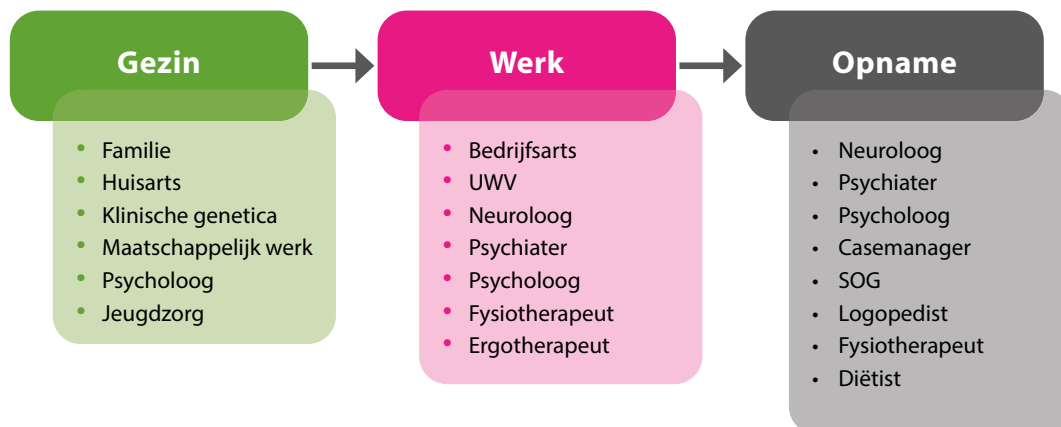 Gezin
Familie
Huisarts
Klinische genetica
Maatschappelijk werk
Psycholoog
Jeugdzorg
Werk
Bedrijfsarts
UWV
Neuroloog
Psychiater
Psycholoog
Fysiotherapeut
Ergotherapeut
Opname
Neuroloog
Psychiater
Psycholoog
Casemanager
SOG
Logopedist
Fysiotherapeut
Diëtist